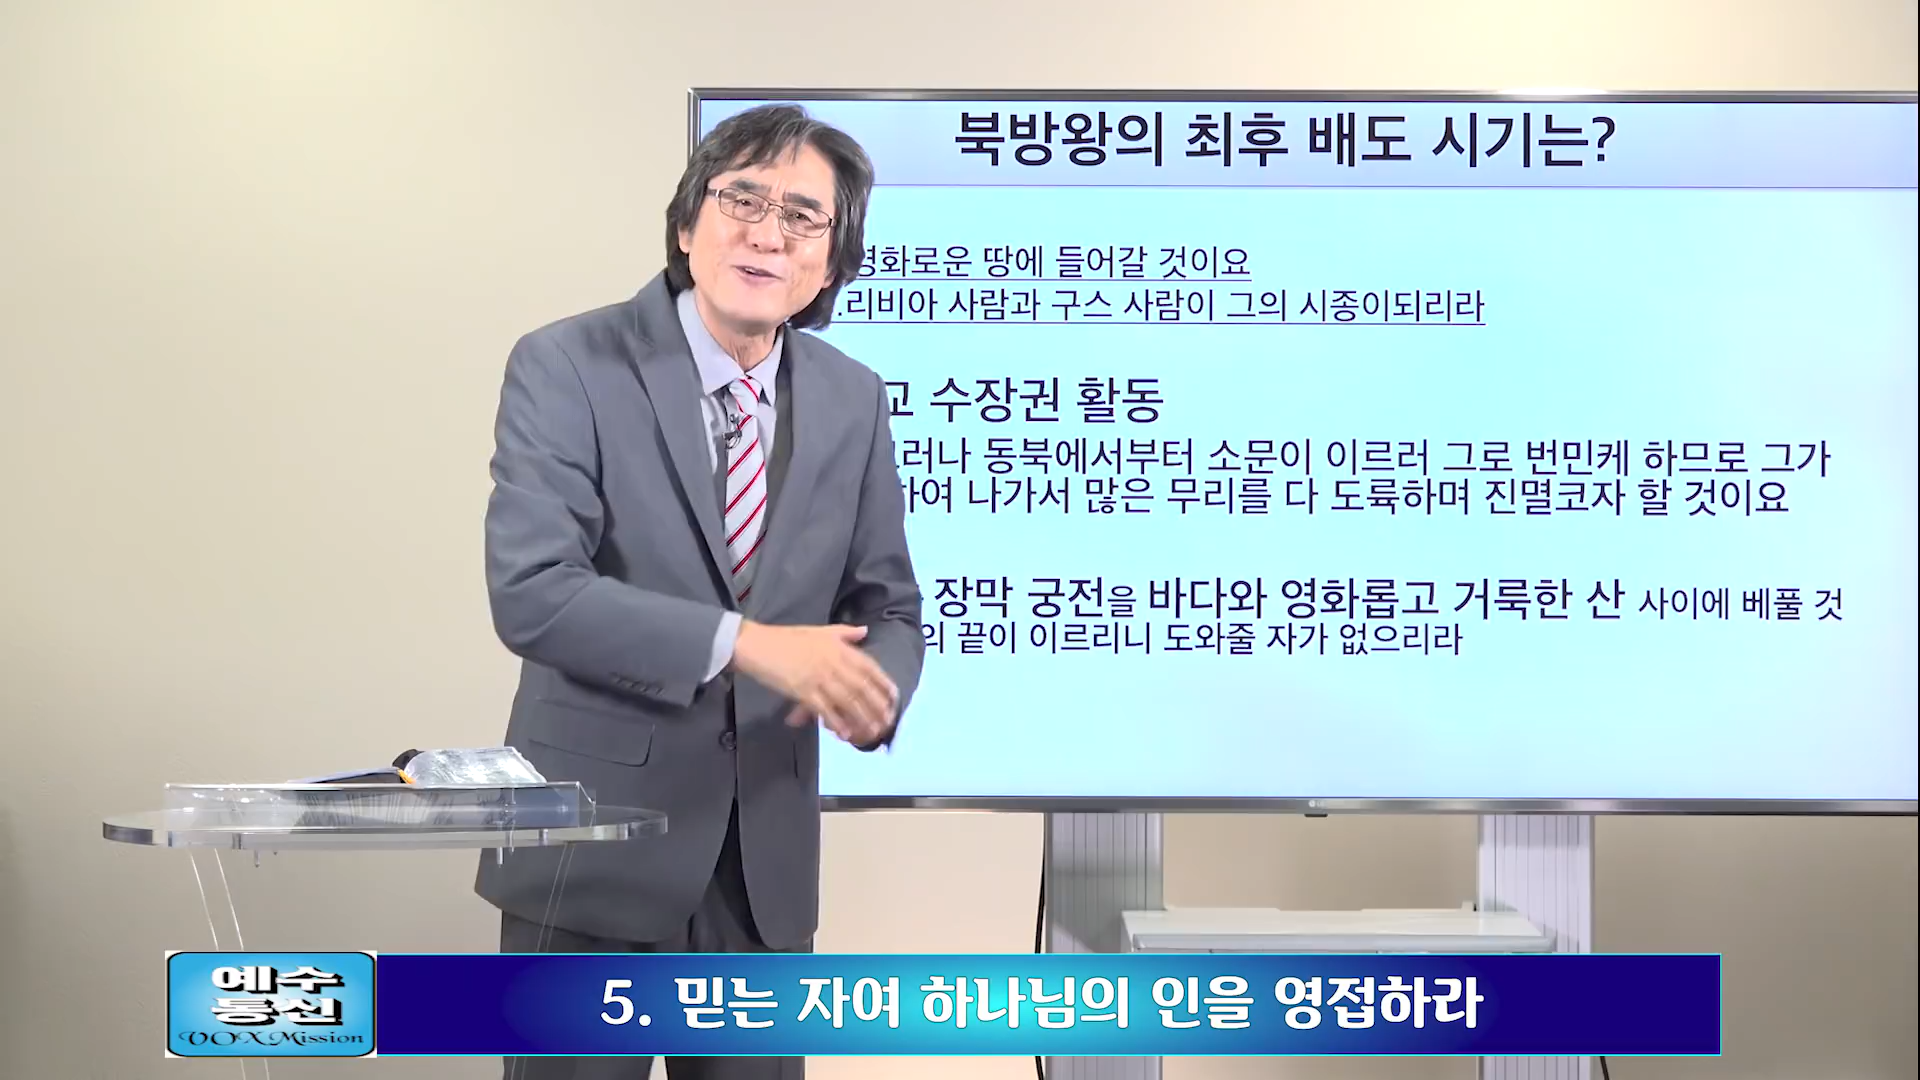 북방왕의 최후 배도 시기는?
영화로운 땅에 들어갈 것이요
.리비아 사람과 구스 사람이 그의 시종이되리라
수장권 활동
동북에서부터 소문이 이르러 그로 번민케 하므로 그가
나가서 많은 무리를 다 도륙하며 진멸코자 할 것이요
장막 궁전을 바다와 영화롭고 거룩한 산 사이에 베풀 것
끝이 이르리니 도와줄 자가 없으리라
LG
예수
통신
VOX Mission
5. 믿는 자여 하나님의 인을 영접하라